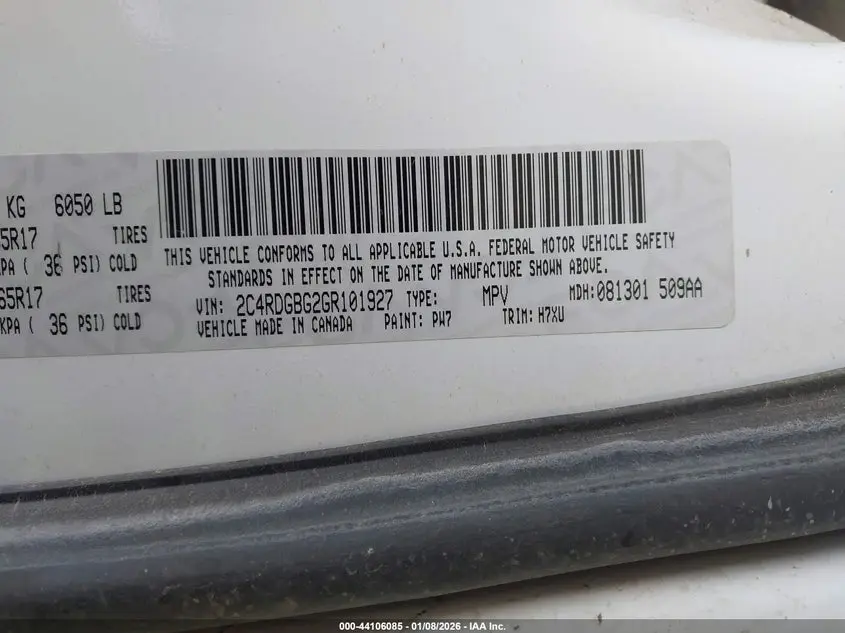 KG 6050 LB
65R17 TIRES
KPA ( 36 PSI) COLD
65R17 TIRES
KPA ( 36 PSI) COLD
THIS VEHICLE CONFORMS TO ALL APPLICABLE U.S.A. FEDERAL MOTOR VEHICLE SAFETY
STANDARDS IN EFFECT ON THE DATE OF MANUFACTURE SHOWN ABOVE.
VIN: 2C4RDGBG2GR101927 TYPE: MPV MDH:081301 509AA
VEHICLE MADE IN CANADA PAINT: PW7 TRIM: H7XU
000-44106085 - 01/08/2026 - IAA Inc.